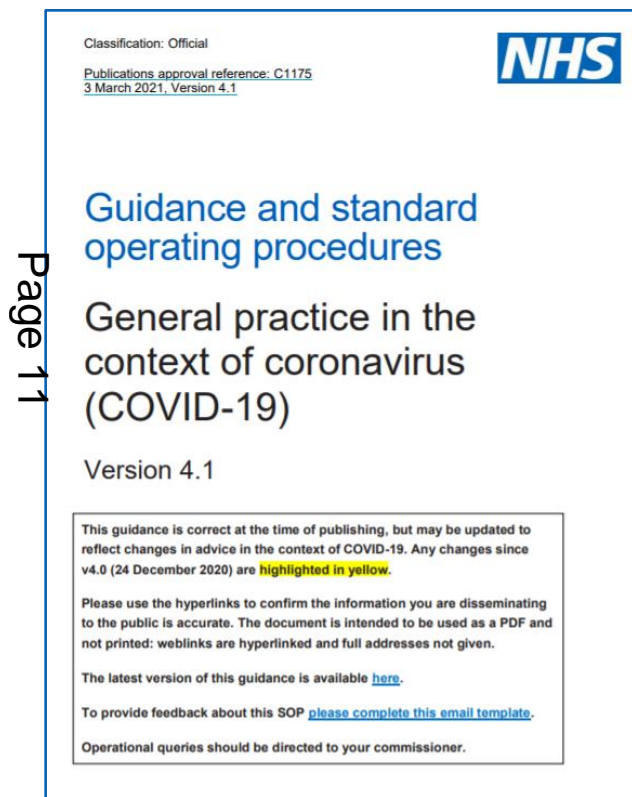 Classification: Official
NHS
Publications approval reference: C1175
3 March 2021, Version 4.1
Guidance and standard
operating procedures
Page 11
General practice in the
context of coronavirus
(COVID-19)
Version 4.1
This guidance is correct at the time of publishing, but may be updated to
reflect changes in advice in the context of COVID-19. Any changes since
v4.0 (24 December 2020) are highlighted in yellow.
Please use the hyperlinks to confirm the information you are disseminating
to the public is accurate. The document is intended to be used as a PDF and
not printed: weblinks are hyperlinked and full addresses not given.
The latest version of this guidance is available here.
To provide feedback about this SOP please complete this email template.
Operational queries should be directed to your commissioner.